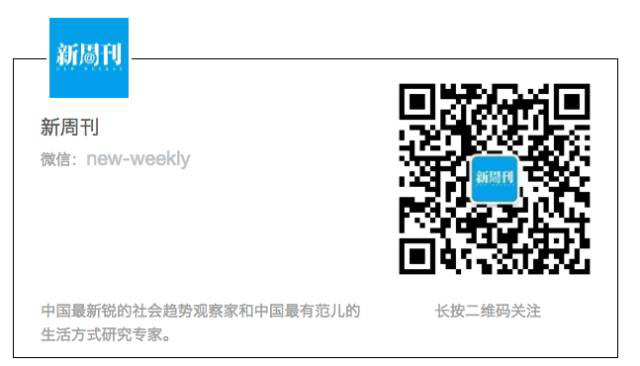 新周刊
NEW WEEKLY
新周刊
微信：new-weekly
新周刊
中国最新锐的社会趋势观察家和中国最有范儿的
生活方式研究专家。
长按二维码关注